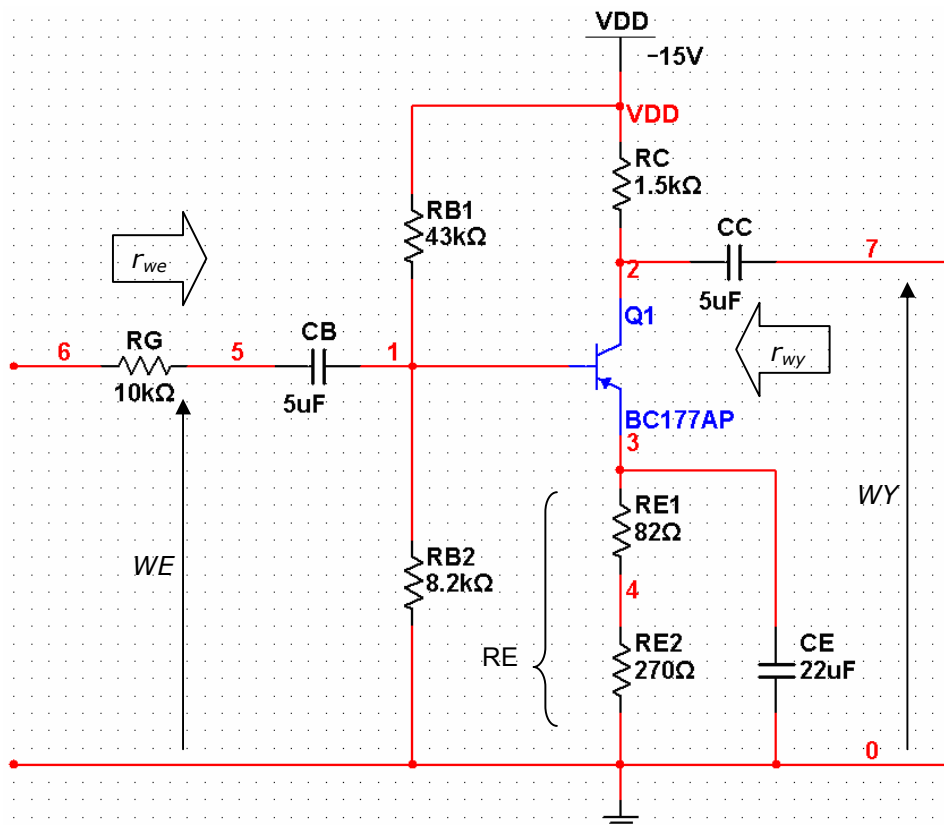 VDD
−15V
VDD
RC
1.5kΩ
RB1
43kΩ
CC
7
2
5uF
rwe
Q1
rwy
RG
CB
6
5
1
10kΩ
5uF
BC177AP
3
RE1
82Ω
WY
WE
RB2
8.2kΩ
4
RE
RE2
270Ω
CE
22uF
0